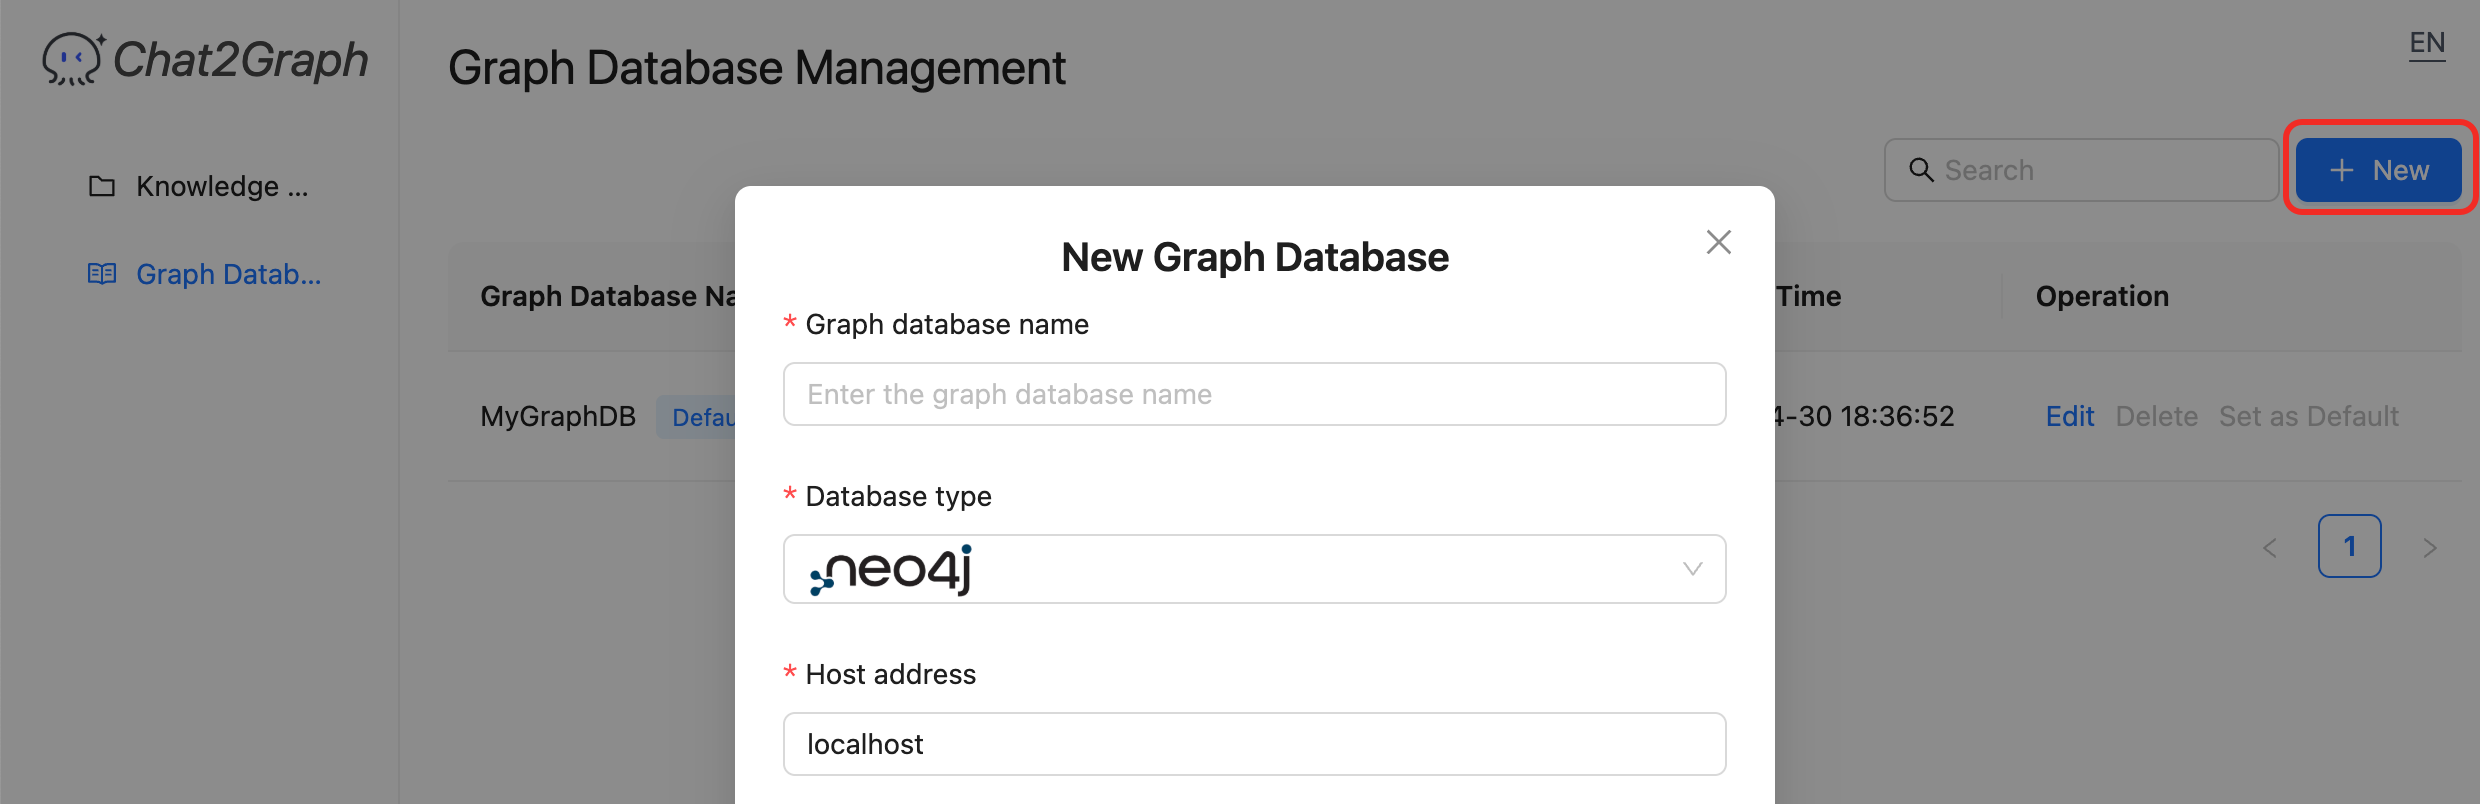 Chat2Graph
Knowledge ...
Graph Datab...
Graph Database Management
EN
Search
+ New
Graph Database Na
Time
Operation
MyGraphDB
Defau
4-30 18:36:52
Edit
Delete
Set as Default
< 1 >
New Graph Database
* Graph database name
Enter the graph database name
* Database type
neo4j
* Host address
localhost